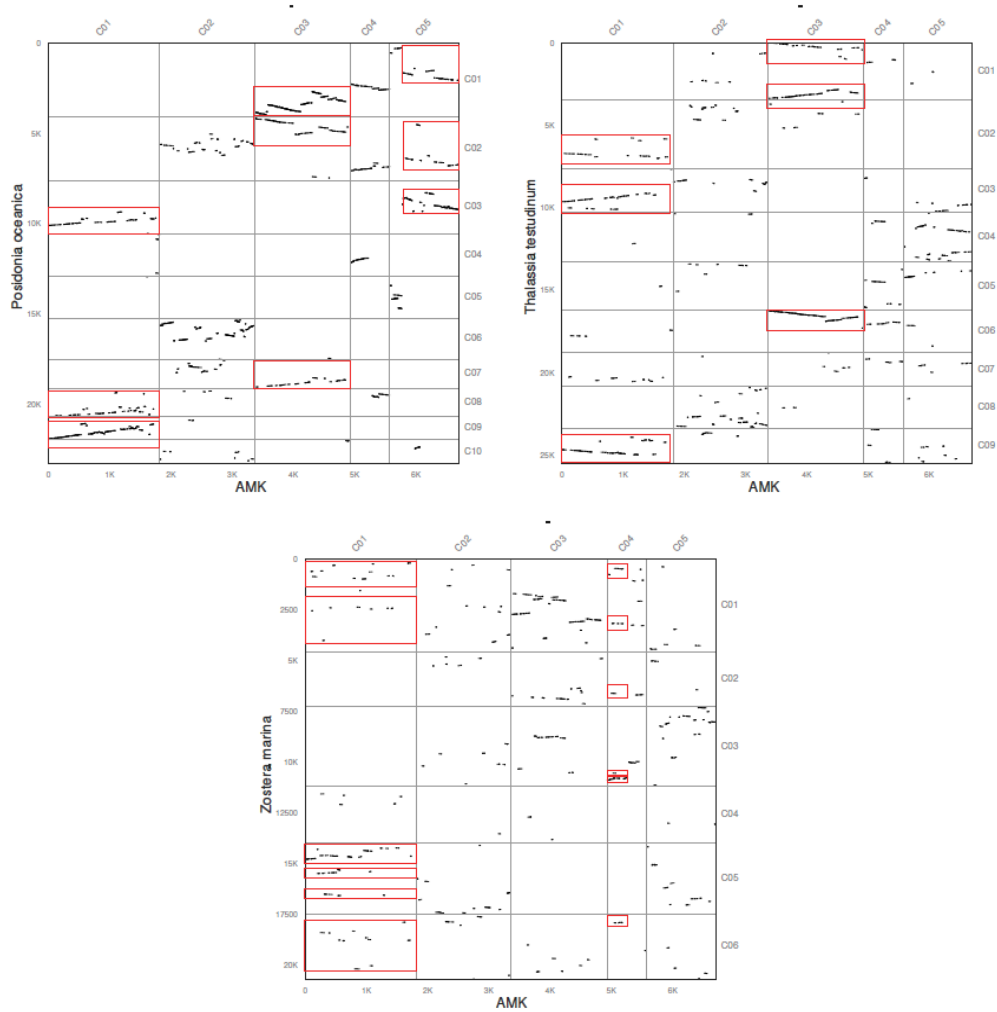 C01 C02 C03 C04 C05
0 5K 10K 15K 20K
Posidonia oceanica
C01
C02
C03
C04
C05
C06
C07
C08
C09
C10
0 1K 2K 3K 4K 5K 6K
AMK
C01 C02 C03 C04 C05
0 5K 10K 15K 20K 25K
Thalassia testudinum
C01
C02
C03
C04
C05
C06
C07
C08
C09
0 1K 2K 3K 4K 5K 6K
AMK
C01 C02 C03 C04 C05
0 2500 5K 7500 10K 12500 15K 17500 20K
Zostera marina
C01
C02
C03
C04
C05
C06
0 1K 2K 3K 4K 5K 6K
AMK